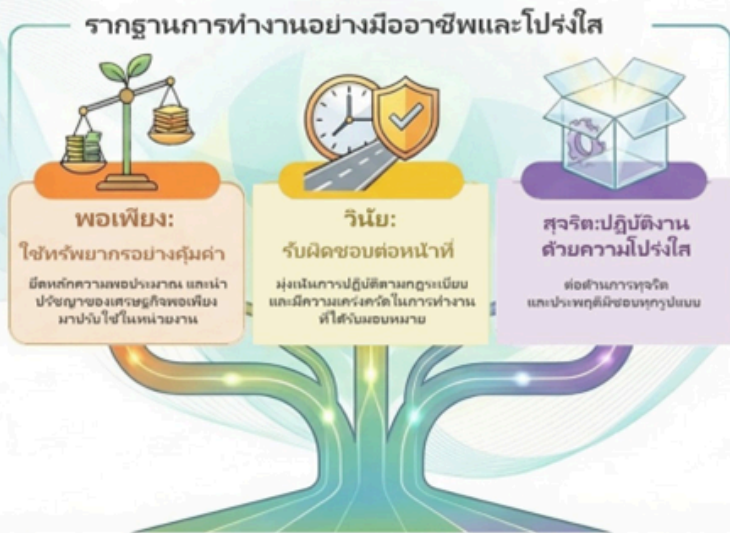 รากฐานการทำงานอย่างมืออาชีพและโปร่งใส
พอเพียง:
ใช้ทรัพยากรอย่างคุ้มค่า
ยึดหลักความพอประมาณ และนำ
ปรัชญาของเศรษฐกิจพอเพียง
มาปรับใช้ในหน่วยงาน
วินัย:
รับผิดชอบต่อหน้าที่
มุ่งเน้นการปฏิบัติตามกฎระเบียบ
และมีความเคร่งครัดในการทำงาน
ที่ได้รับมอบหมาย
สุจริต:ปฏิบัติงาน
ด้วยความโปร่งใส
ต่อต้านการทุจริต
และประพฤติมิชอบทุกรูปแบบ